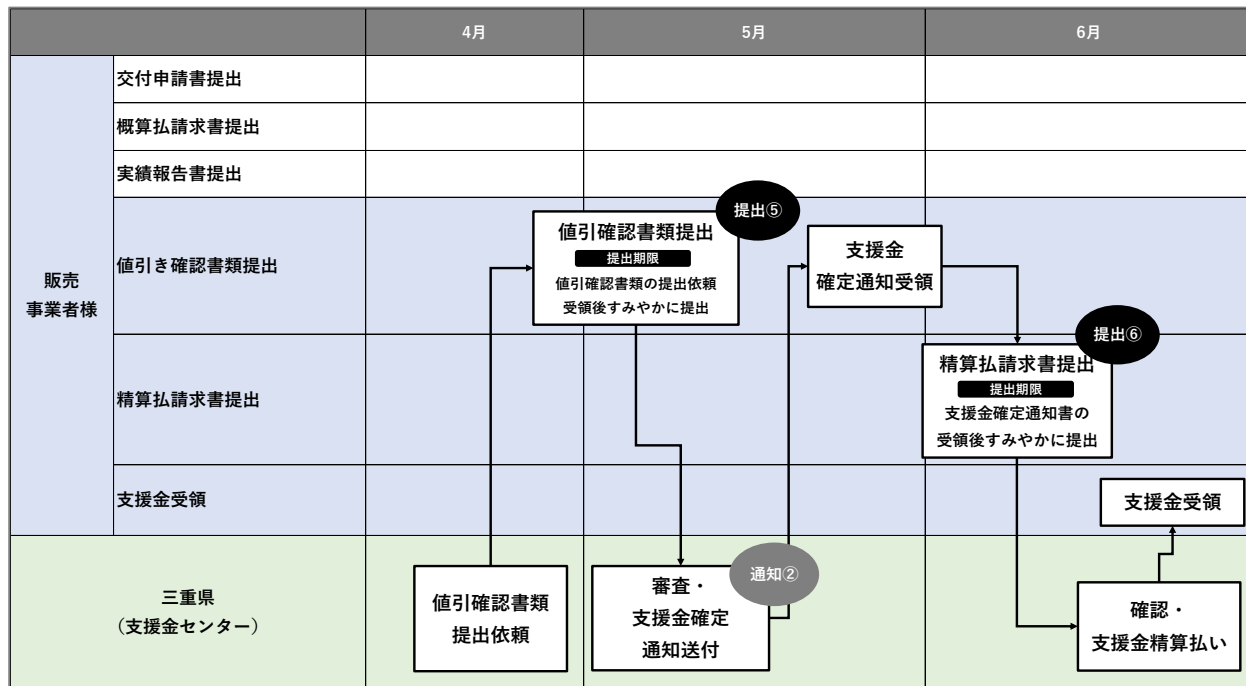 4月
5月
6月
販売
事業者様
交付申請書提出
概算払請求書提出
実績報告書提出
値引き確認書類提出
精算払請求書提出
支援金受領
提出⑤
値引確認書類提出
提出期限
値引確認書類の提出依頼
受領後すみやかに提出
支援金
確定通知受領
提出⑥
精算払請求書提出
提出期限
支援金確定通知書の
受領後すみやかに提出
支援金受領
三重県
（支援金センター）
値引確認書類
提出依頼
通知②
審査・
支援金確定
通知送付
確認・
支援金精算払い